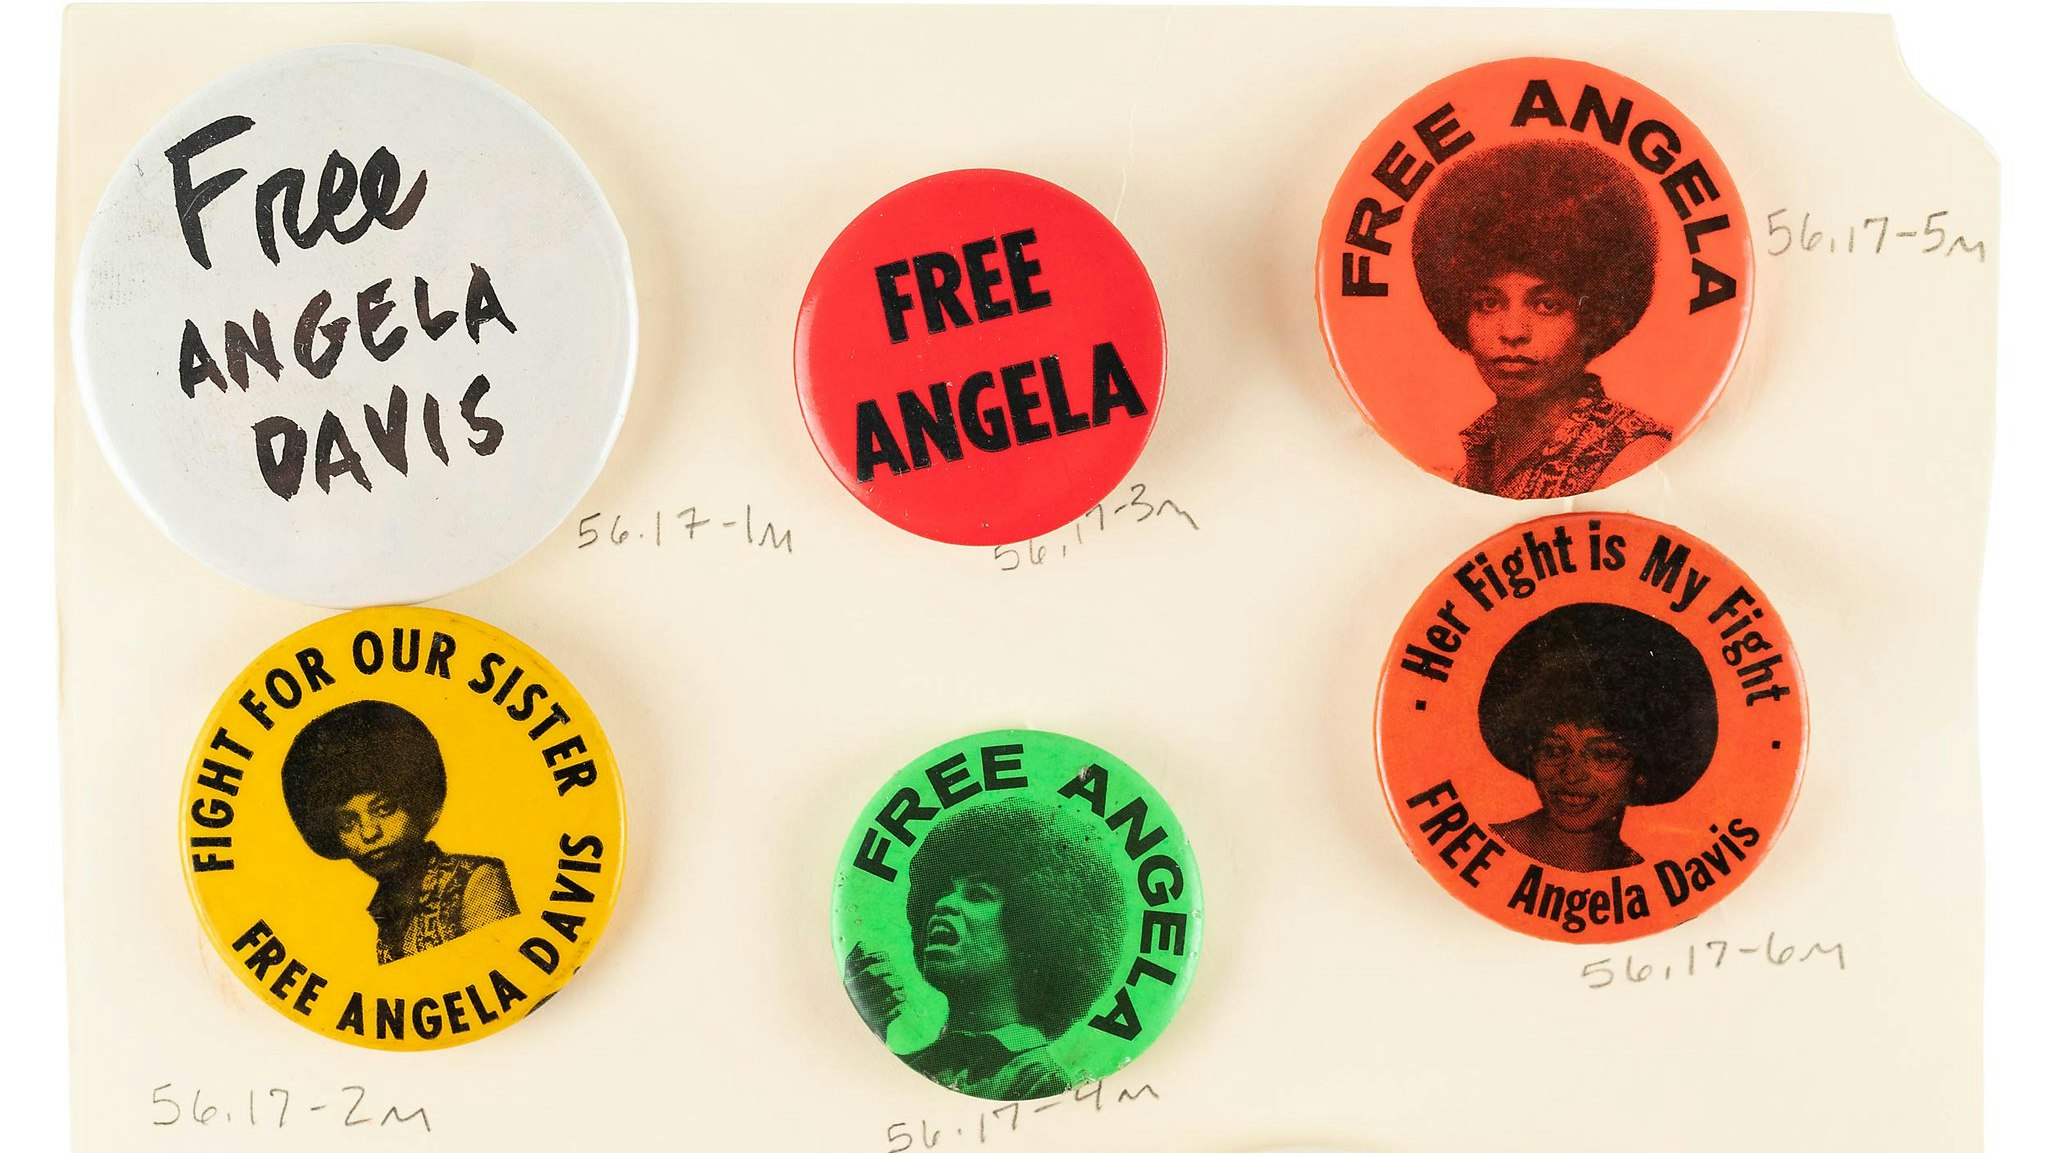 Free
ANGELA
DAVIS
56.17-1m
FIGHT FOR OUR SISTER
FREE ANGELA DAVIS
56.17-2m
FREE
ANGELA
56.17-3m
FREE ANGELA
56.17-4m
FREE ANGELA
56.17-5m
· Her Fight is My Fight ·
FREE Angela Davis
56.17-6m